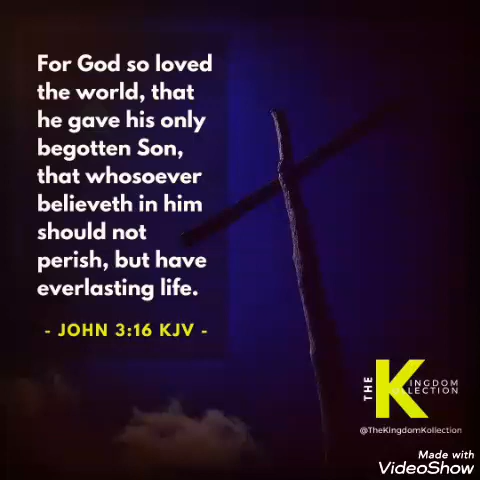 For God so loved
the world, that
he gave his only
begotten Son,
that whosoever
believeth in him
should not
perish, but have
everlasting life.
- JOHN 3:16 KJV -
THE KINGDOM
KOLLECTION
@TheKingdomKollection
Made with
VideoShow